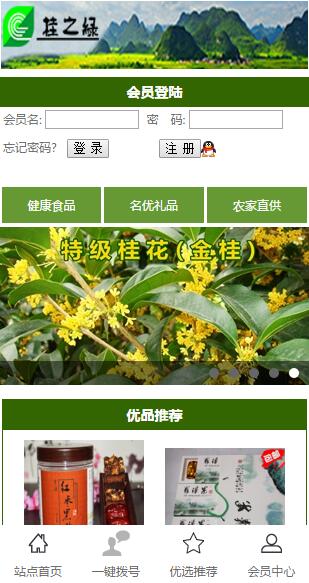 桂之绿
会员登陆
会员名: 密 码:
忘记密码? 登 录 注 册
健康食品 名优礼品 农家直供
特级桂花(金桂)
优品推荐
包邮
站点首页 一键拨号 优选推荐 会员中心